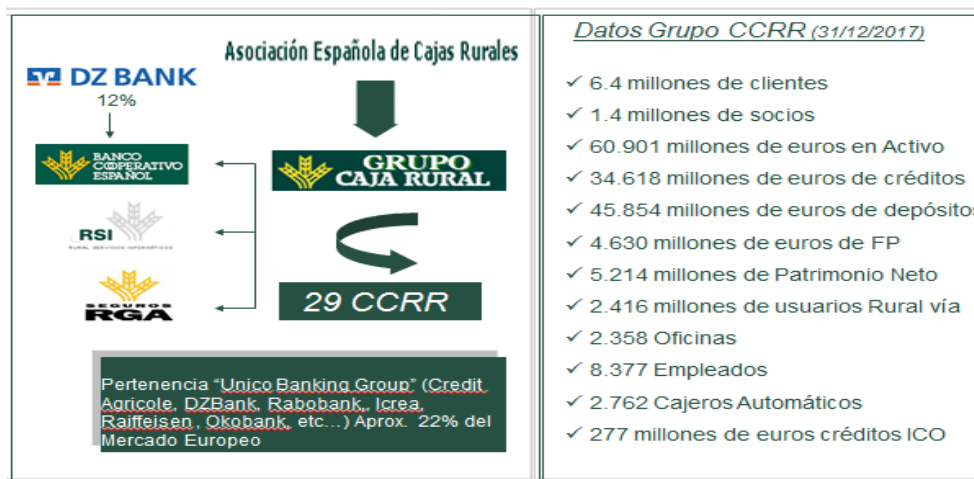 Asociación Española de Cajas Rurales
DZ BANK
12%
BANCO
COOPERATIVO
ESPAÑOL
GRUPO
CAJA RURAL
RSI
RURAL SERVICIOS INFORMÁTICOS
SEGUROS
RGA
29 CCRR
Pertenencia “Unico Banking Group” (Credit
Agricole, DZBank, Rabobank,, Icrea,
Raiffeisen , Okobank, etc...) Aprox.  22% del
Mercado Europeo
Datos Grupo CCRR (31/12/2017)
✓ 6.4 millones de clientes
✓ 1.4 millones de socios
✓ 60.901 millones de euros en Activo
✓ 34.618 millones de euros de créditos
✓ 45.854 millones de euros de depósitos
✓ 4.630 millones de euros de FP
✓ 5.214 millones de Patrimonio Neto
✓ 2.416 millones de usuarios Rural vía
✓ 2.358 Oficinas
✓ 8.377 Empleados
✓ 2.762 Cajeros Automáticos
✓ 277 millones de euros créditos ICO